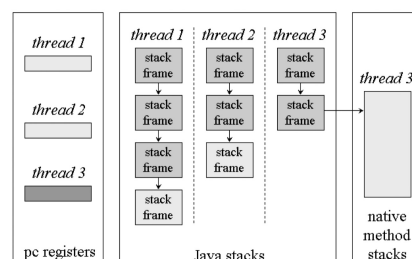 thread 1
thread 2
thread 3
pc registers
thread 1
thread 2
thread 3
stack
frame
stack
frame
stack
frame
stack
frame
stack
frame
stack
frame
stack
frame
stack
frame
stack
frame
Java stacks
thread 3
native
method
stacks